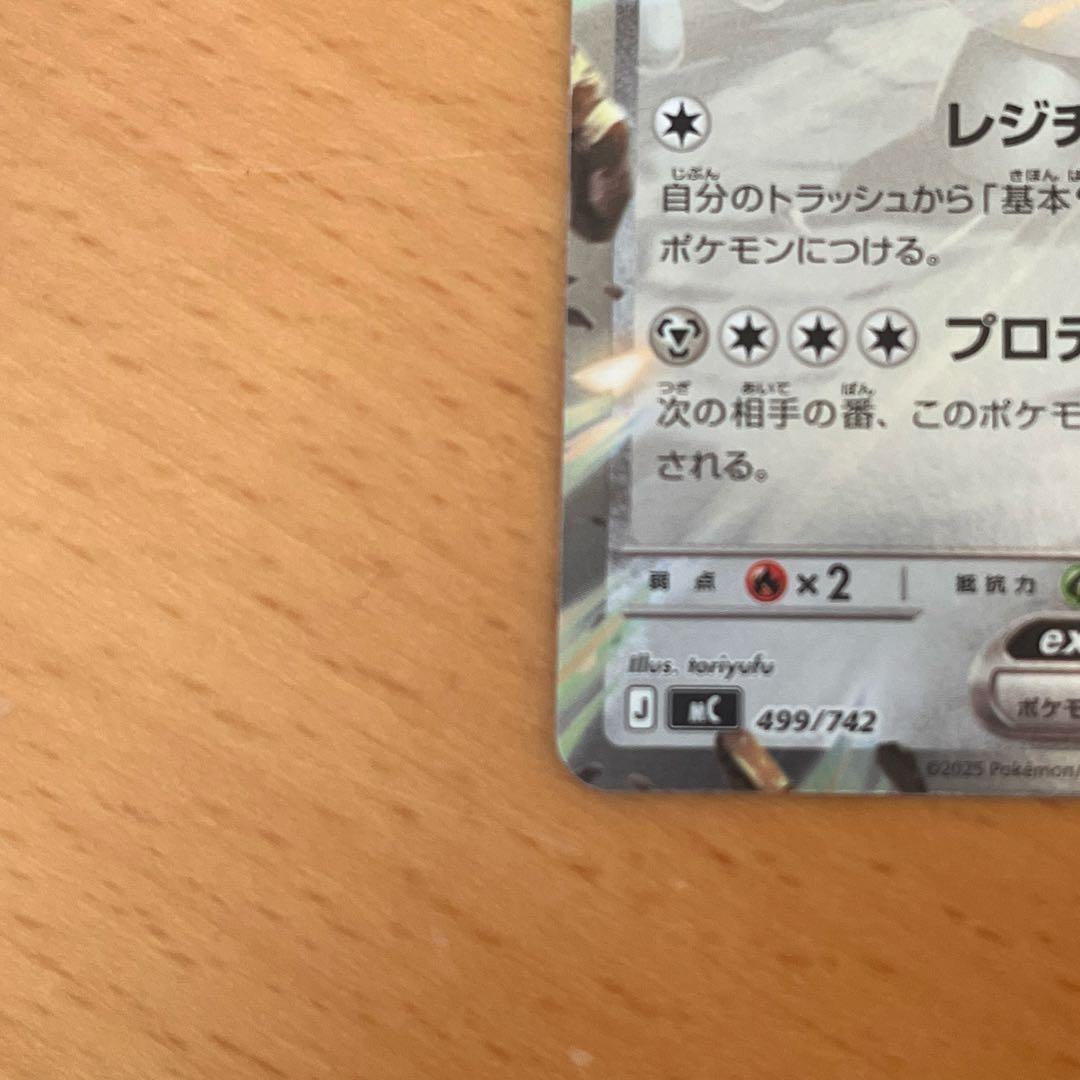 レジチ
じぶん きほん
自分のトラッシュから「基本
ポケモンにつける。
プロテ
つぎ あいて ばん
次の相手の番、このポケモ
される。
弱点 ×2 抵抗力
ex
Illus. toriyufu
J MC 499/742
ポケモ
©2025 Pokémon/